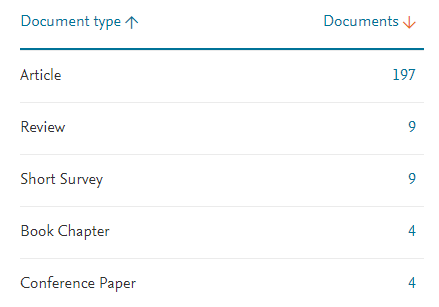 Document type ↑ Documents ↓
Article 197
Review 9
Short Survey 9
Book Chapter 4
Conference Paper 4